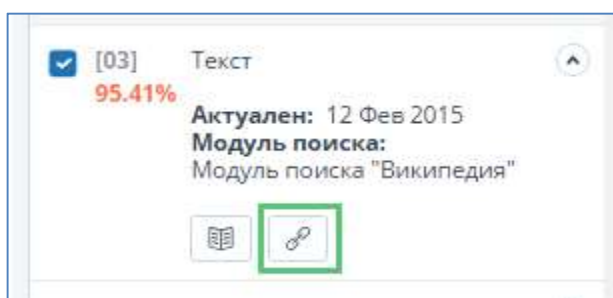 [03] Текст
95.41%
Актуален: 12 Фев 2015
Модуль поиска:
Модуль поиска "Википедия"